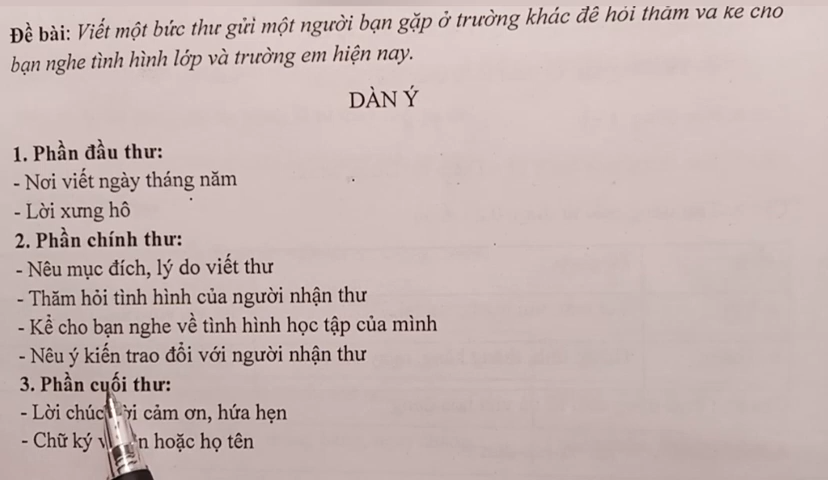 Đề bài: Viết một bức thư gửi một người bạn gặp ở trường khác để hỏi thăm và kể cho
bạn nghe tình hình lớp và trường em hiện nay.
DÀN Ý
1. Phần đầu thư:
- Nơi viết ngày tháng năm
- Lời xưng hô
2. Phần chính thư:
- Nêu mục đích, lý do viết thư
- Thăm hỏi tình hình của người nhận thư
- Kể cho bạn nghe về tình hình học tập của mình
- Nêu ý kiến trao đổi với người nhận thư
3. Phần cuối thư:
- Lời chúc cảm ơn, hứa hẹn
- Chữ ký hoặc họ tên